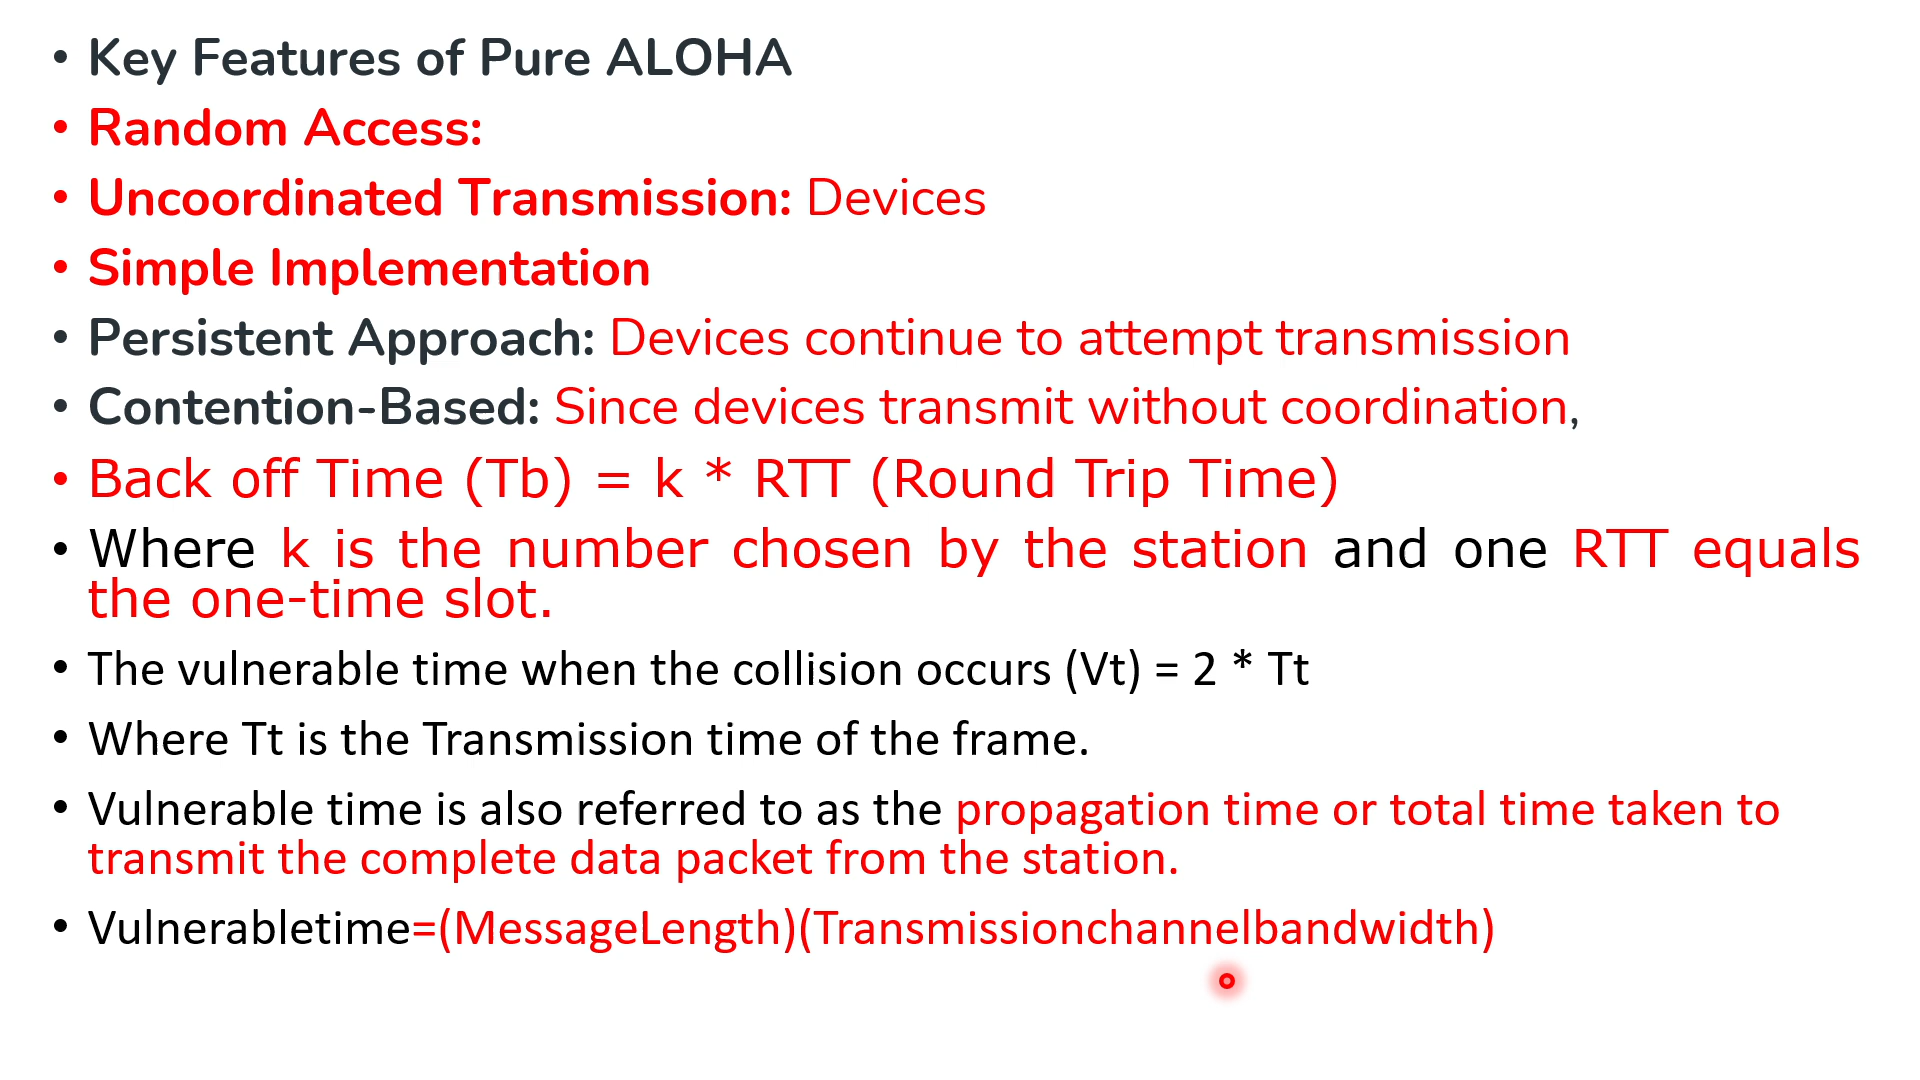 • Key Features of Pure ALOHA
• Random Access:
• Uncoordinated Transmission: Devices
• Simple Implementation
• Persistent Approach: Devices continue to attempt transmission
• Contention-Based: Since devices transmit without coordination,
• Back off Time (Tb) = k * RTT (Round Trip Time)
• Where k is the number chosen by the station and one RTT equals
the one-time slot.
• The vulnerable time when the collision occurs (Vt) = 2 * Tt
• Where Tt is the Transmission time of the frame.
• Vulnerable time is also referred to as the propagation time or total time taken to
transmit the complete data packet from the station.
• Vulnerabletime=(MessageLength)(Transmissionchannelbandwidth)